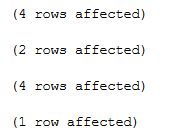 (4 rows affected)
(2 rows affected)
(4 rows affected)
(1 row affected)